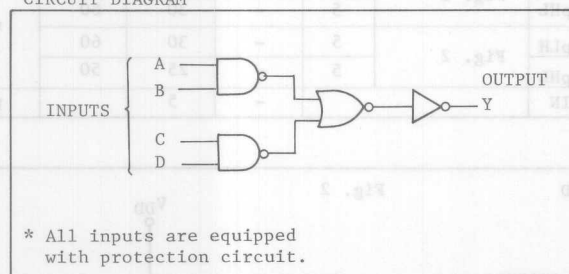 CIRCUIT DIAGRAM
A
B
INPUTS
C
D
OUTPUT
Y
* All inputs are equipped
with protection circuit.